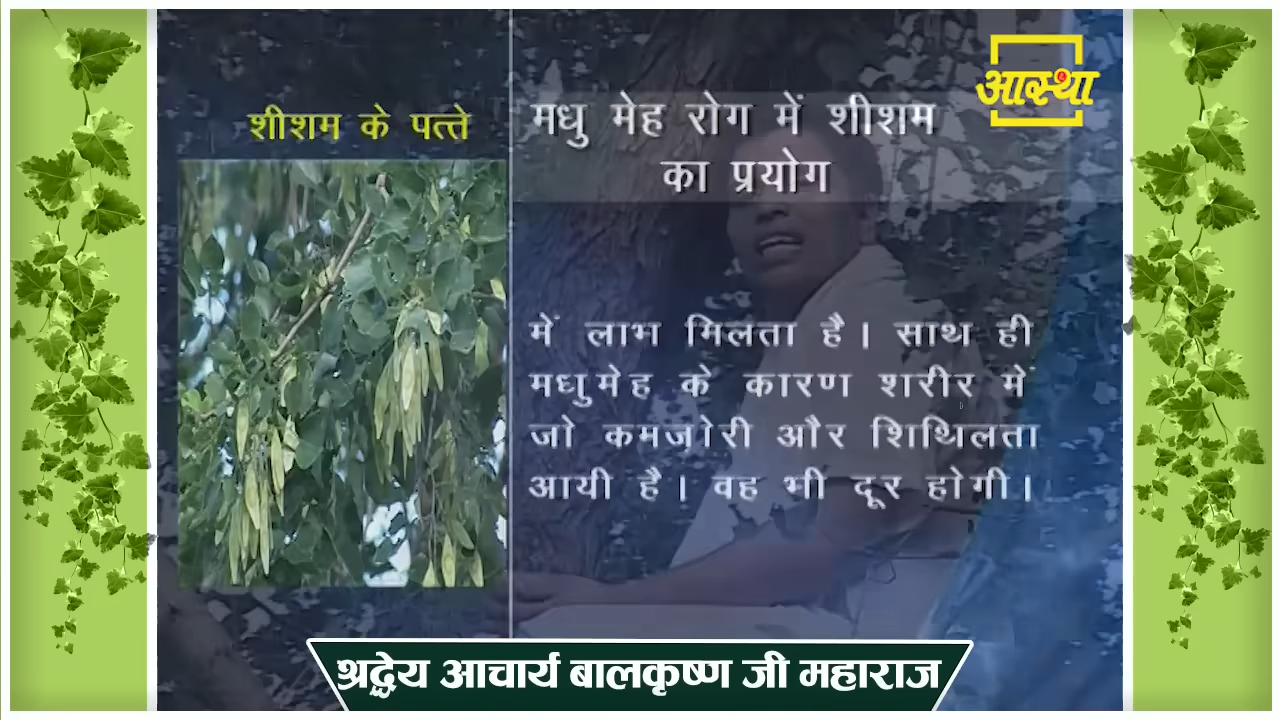 आस्था
शीशम के पत्ते
मधु मेह रोग में शीशम
का प्रयोग
में लाभ मिलता है। साथ ही
मधुमेह के कारण शरीर में
जो कमज़ोरी और शिथिलता
आयी है। वह भी दूर होगी।
श्रद्धेय आचार्य बालकृष्ण जी महाराज